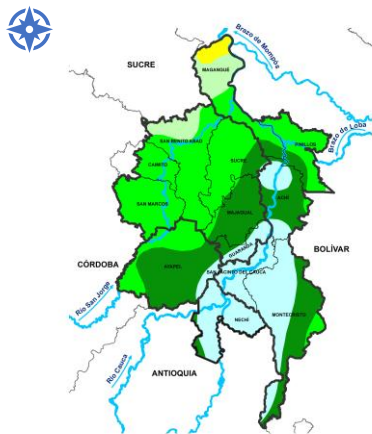 Brazo de Mompós
SUCRE
MAGANGUÉ
Brazo de Loba
SAN BENITO ABAD
PINILLOS
CAIMITO
SUCRE
ACHÍ
SAN MARCOS
MAJAGUAL
GUARANDA
BOLÍVAR
CÓRDOBA
AYAPEL
SAN JACINTO DEL CAUCA
Río San Jorge
MONTECRISTO
NECHÍ
Río Cauca
ANTIOQUIA